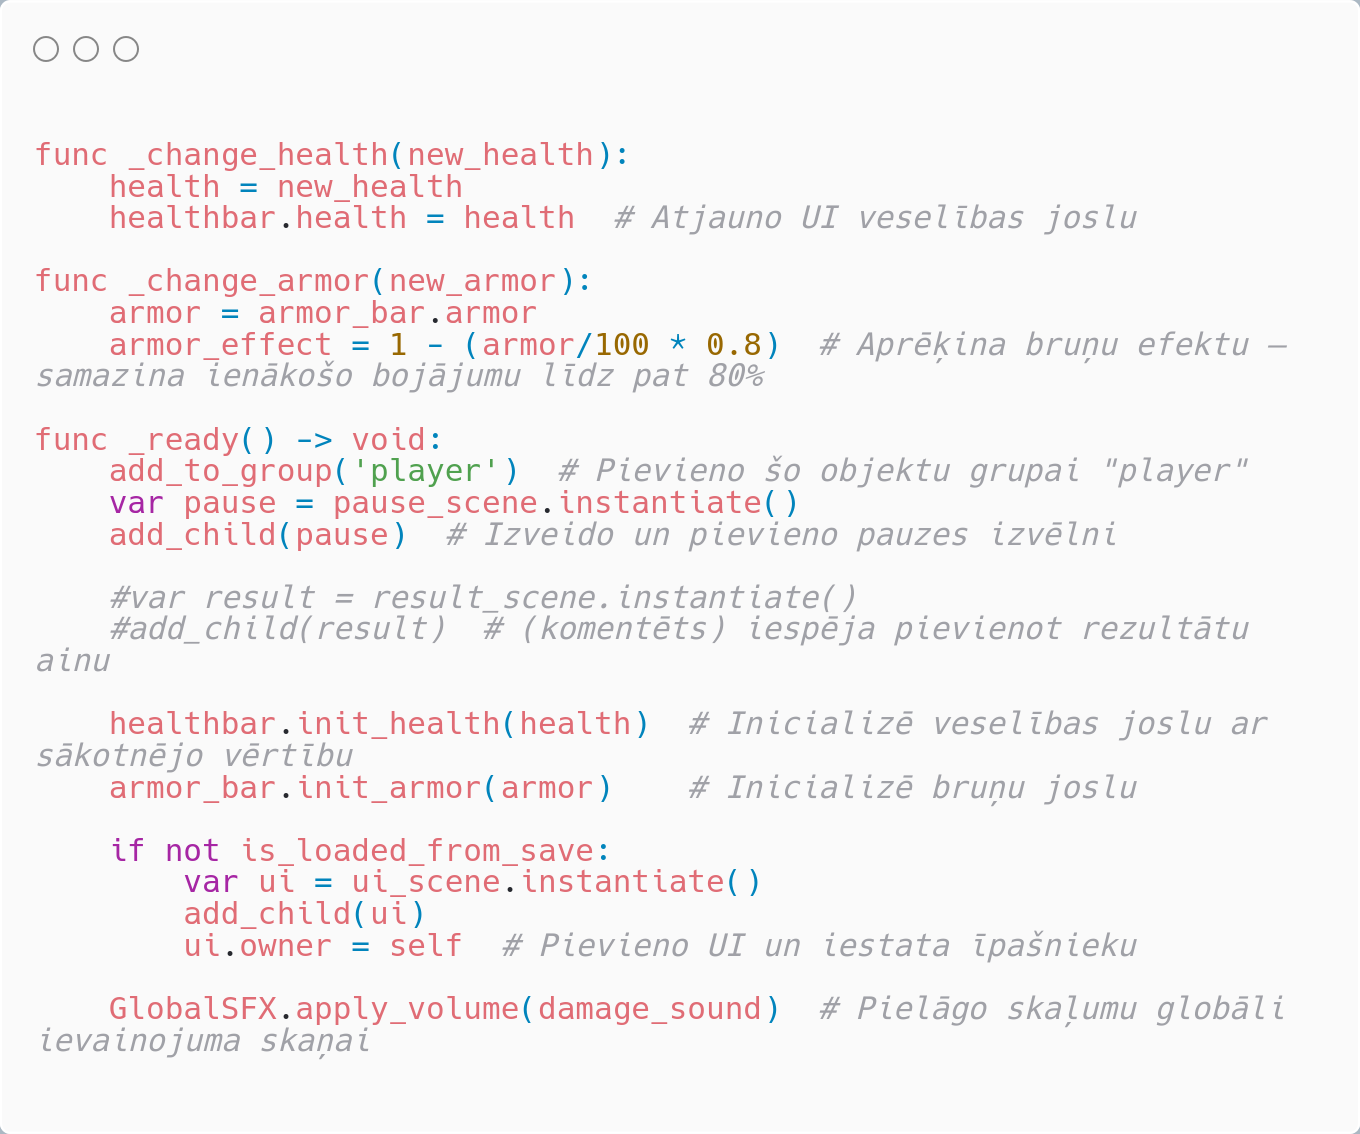 func _change_health(new_health):
    health = new_health
    healthbar.health = health  # Atjauno UI veselības joslu

func _change_armor(new_armor):
    armor = armor_bar.armor
    armor_effect = 1 - (armor/100 * 0.8)  # Aprēķina bruņu efektu –
samazina ienākošo bojājumu līdz pat 80%

func _ready() -> void:
    add_to_group('player')  # Pievieno šo objektu grupai "player"
    var pause = pause_scene.instantiate()
    add_child(pause)  # Izveido un pievieno pauzes izvēlni

    #var result = result_scene.instantiate()
    #add_child(result)  # (komentēts) iespēja pievienot rezultātu
ainu

    healthbar.init_health(health)  # Inicializē veselības joslu ar
sākotnējo vērtību
    armor_bar.init_armor(armor)    # Inicializē bruņu joslu

    if not is_loaded_from_save:
        var ui = ui_scene.instantiate()
        add_child(ui)
        ui.owner = self  # Pievieno UI un iestata īpašnieku

    GlobalSFX.apply_volume(damage_sound)  # Pielāgo skaļumu globāli
ievainojuma skaņai